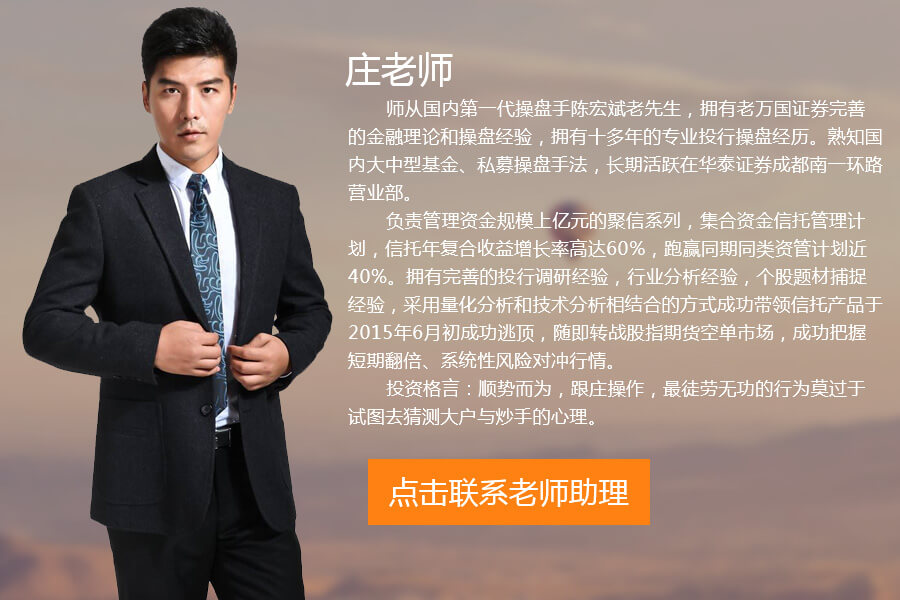 庄老师
师从国内第一代操盘手陈宏斌老先生，拥有老万国证券完善
的金融理论和操盘经验，拥有十多年的专业投行操盘经历。熟知国
内大中型基金、私募操盘手法，长期活跃在华泰证券成都南一环路
营业部。
负责管理资金规模上亿元的聚信系列，集合资金信托管理计
划，信托年复合收益增长率高达60%，跑赢同期同类资管计划近
40%。拥有完善的投行调研经验，行业分析经验，个股题材捕捉
经验，采用量化分析和技术分析相结合的方式成功带领信托产品于
2015年6月初成功逃顶，随即转战股指期货空单市场，成功把握
短期翻倍、系统性风险对冲行情。
投资格言：顺势而为，跟庄操作，最徒劳无功的行为莫过于
试图去猜测大户与炒手的心理。
点击联系老师助理